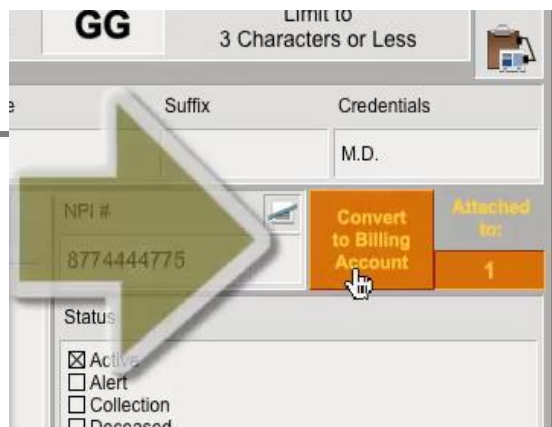 GG
Limit to
3 Characters or Less
Suffix
Credentials
M.D.
NPI #
8774444775
Convert
to Billing
Account
Attached
to:
1
Status
Active
Alert
Collection
Deceased